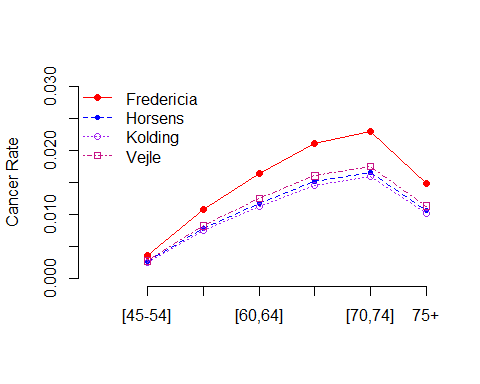 0.030
0.020
0.010
0.000
Cancer Rate
Fredericia
Horsens
Kolding
Vejle
[45-54] [60,64] [70,74] 75+